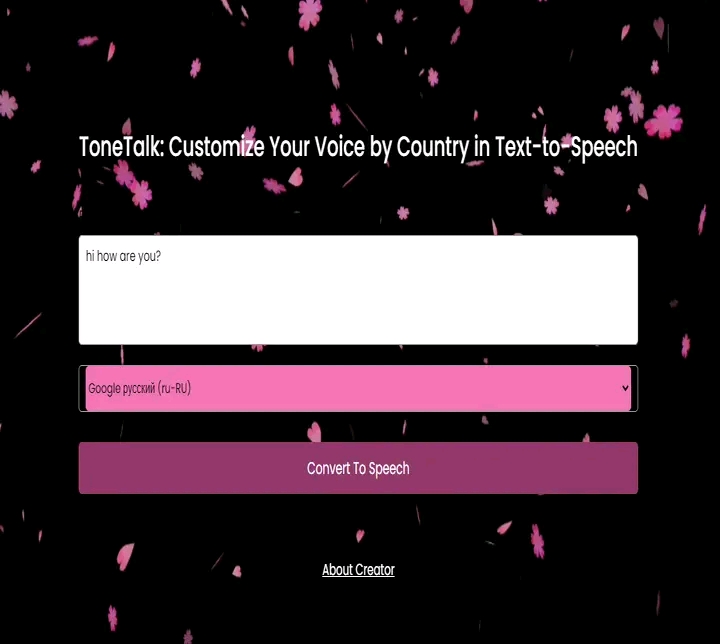 ToneTalk: Customize Your Voice by Country in Text-to-Speech
hi how are you?
Google русский (ru-RU)
Convert To Speech
About Creator